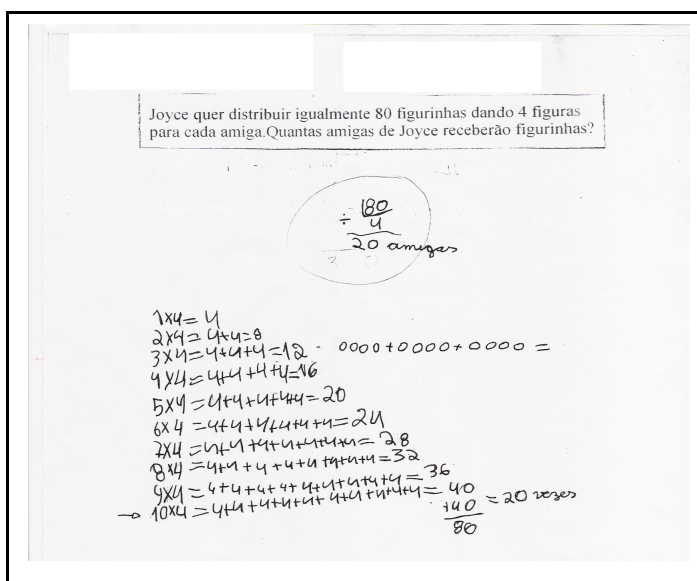 Joyce quer distribuir igualmente 80 figurinhas dando 4 figuras
para cada amiga.Quantas amigas de Joyce receberão figurinhas?
÷ 180
4
20 amigas
1x4=4
2x4=4+4=8
3x4=4+4+4=12 - 0000+0000+0000=
4x4=4+4+4+4=16
5x4=4+4+4+4+4=20
6x4=4+4+4+4+4+4=24
7x4=4+4+4+4+4+4+4=28
8x4=4+4+4+4+4+4+4+4=32
9x4=4+4+4+4+4+4+4+4+4=36
→ 10x4=4+4+4+4+4+4+4+4+4+4=40
+40 = 20 vezes
80